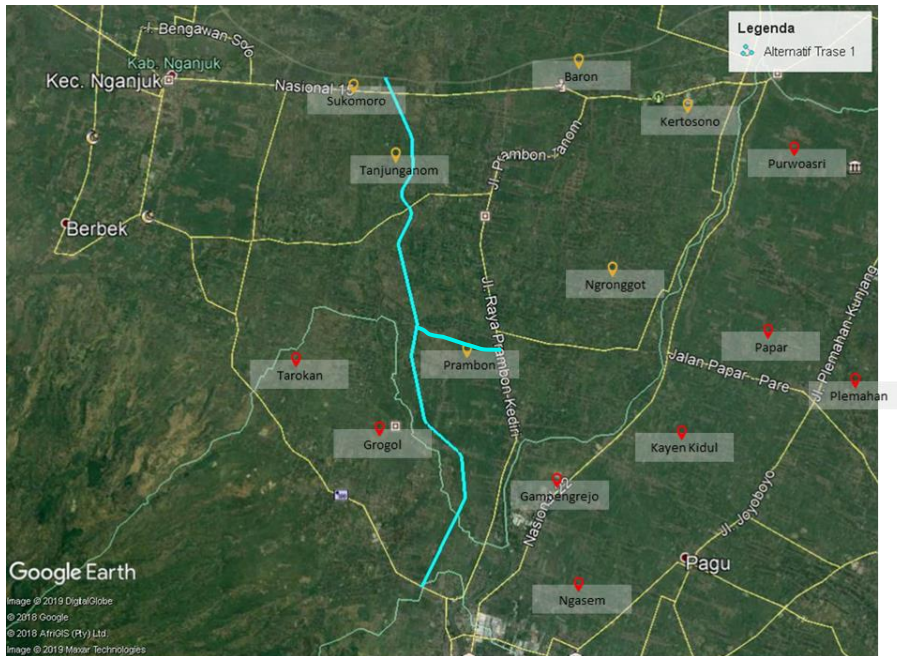 Legenda
Alternatif Trase 1
Jl. Bengawan Solo
Kab. Nganjuk
Kec. Nganjuk
Nasional 15
Sukomoro
Baron
Kertosono
Tanjunganom
Jl. Prambon-Tanom
Purwoasri
Berbek
Ngronggot
Jl. Raya Prambon-Kediri
Jl. Plemahan-Kunjang
Papar
Jalan Papar - Pare
Tarokan
Prambon
Plemahan
Grogol
Kayen Kidul
Gampengrejo
Nasional 22
Jl. Joyoboyo
Pagu
Ngasem
Google Earth
Image © 2019 DigitalGlobe
© 2018 Google
© 2018 AfriGIS (Pty) Ltd.
Image © 2019 Maxar Technologies